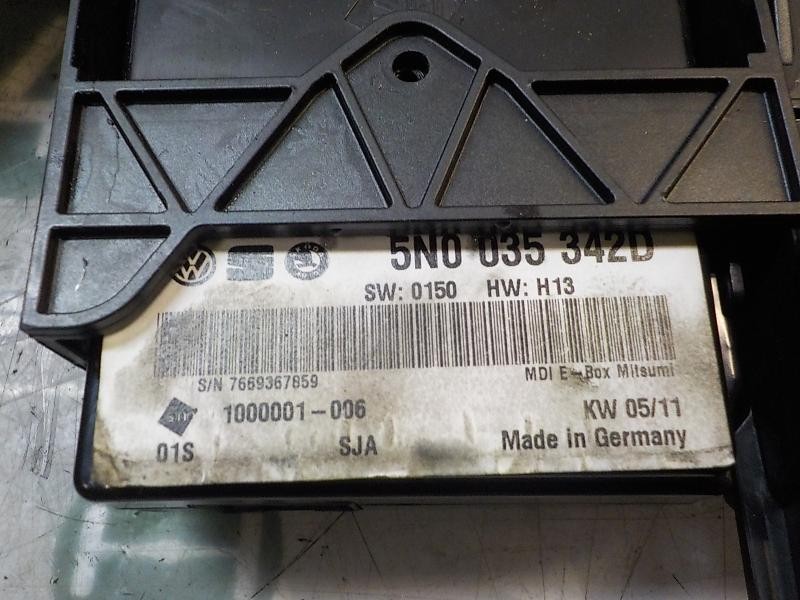 5N0 035 342D
SW: 0150 HW: H13
S/N 7669367859
MDI E-Box Mitsumi
1000001-006
KW 05/11
01S
SJA
Made in Germany